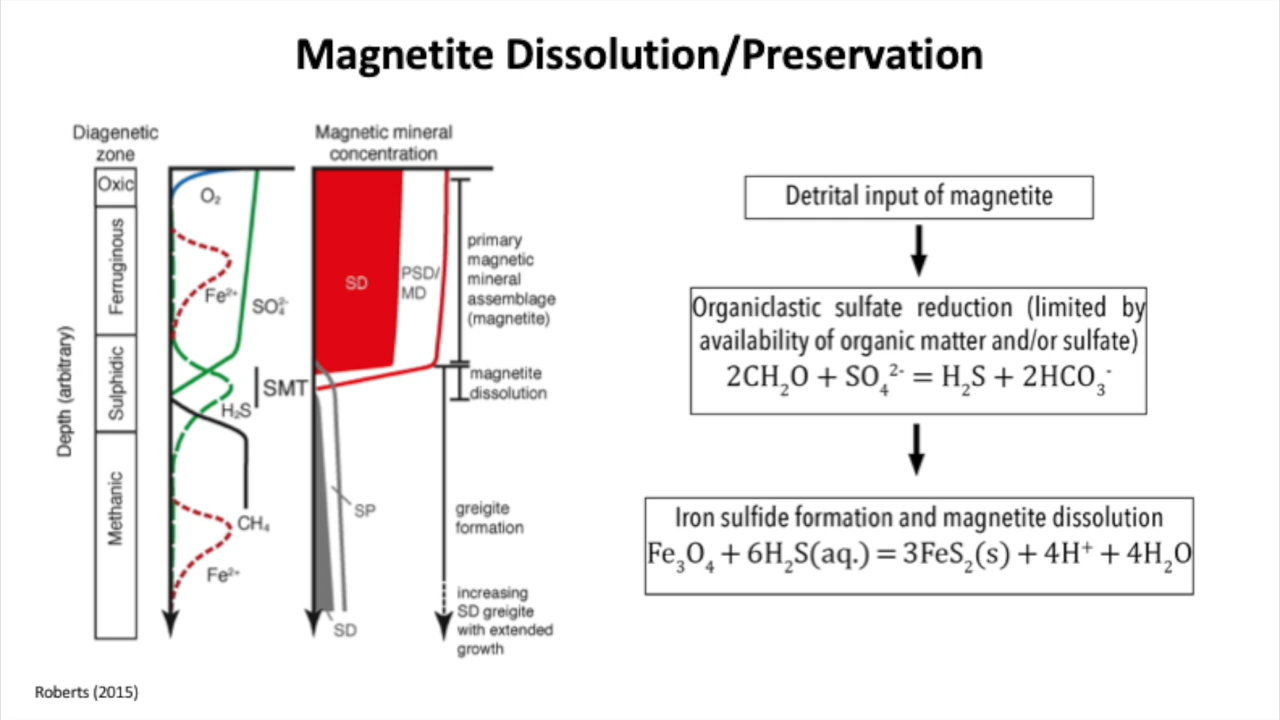 Magnetite Dissolution/Preservation
Diagenetic
zone
Magnetic mineral
concentration
Oxic
Ferruginous
Sulphidic
Methanic
Depth (arbitrary)
O₂
Fe²⁺
SO₄²⁻
H₂S
SMT
CH₄
Fe²⁺
SD
PSD/
MD
SP
SD
primary
magnetic
mineral
assemblage
(magnetite)
magnetite
dissolution
greigite
formation
increasing
SD greigite
with extended
growth
Detrital input of magnetite
Organiclastic sulfate reduction (limited by
availability of organic matter and/or sulfate)
2CH₂O + SO₄²⁻ = H₂S + 2HCO₃⁻
Iron sulfide formation and magnetite dissolution
Fe₃O₄ + 6H₂S(aq.) = 3FeS₂(s) + 4H⁺ + 4H₂O
Roberts (2015)